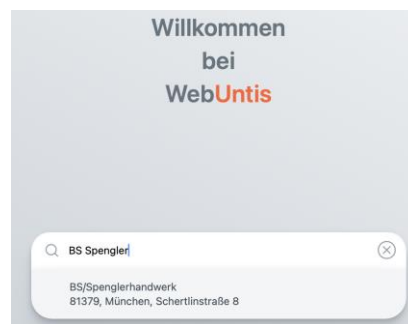 Willkommen
bei
WebUntis
BS Spengler
BS/Spenglerhandwerk
81379, München, Schertlinstraße 8